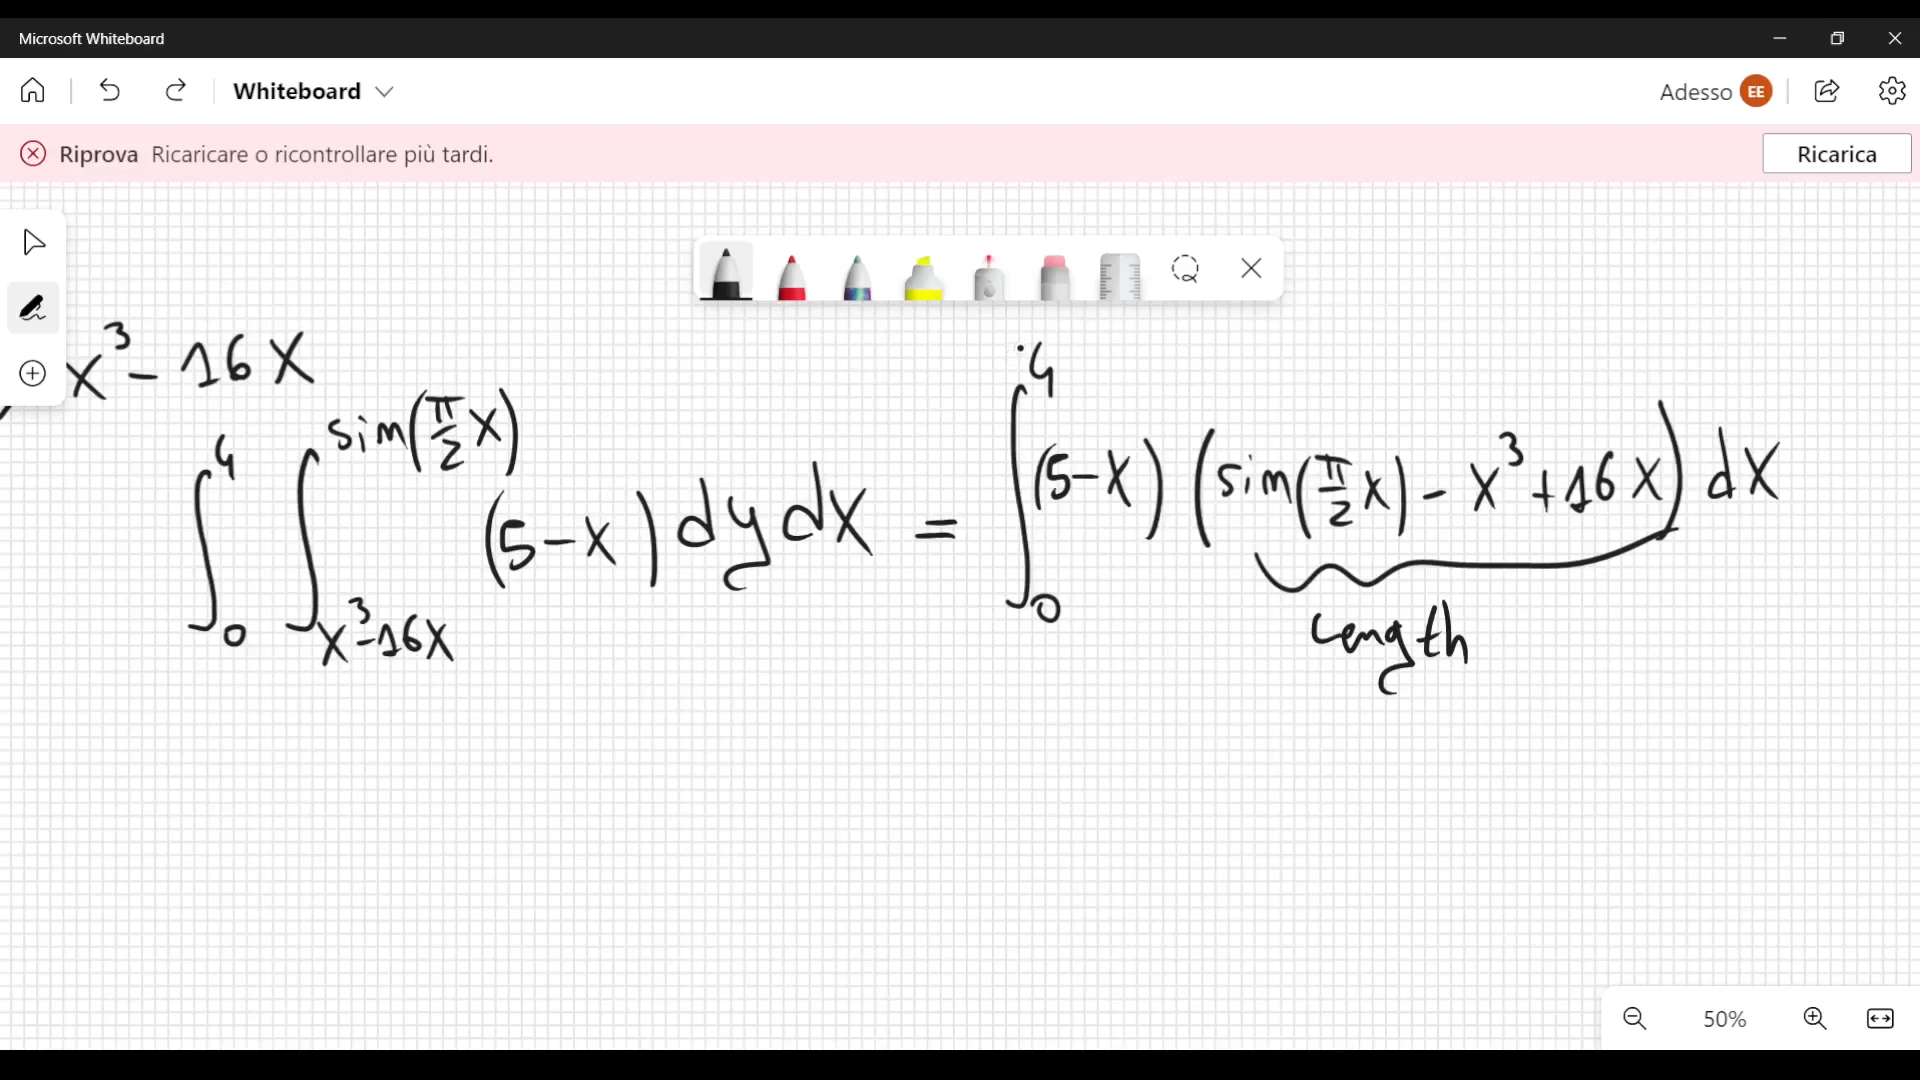 Microsoft Whiteboard
Whiteboard
Adesso EE
Riprova Ricaricare o ricontrollare più tardi.
Ricarica
x³ - 16x
∫₀⁴ ∫_{x³-16x}^{sin(π/2 x)} (5-x) dy dx = ∫₀⁴ (5-x) (sin(π/2 x) - x³ + 16x) dx
Length
50%